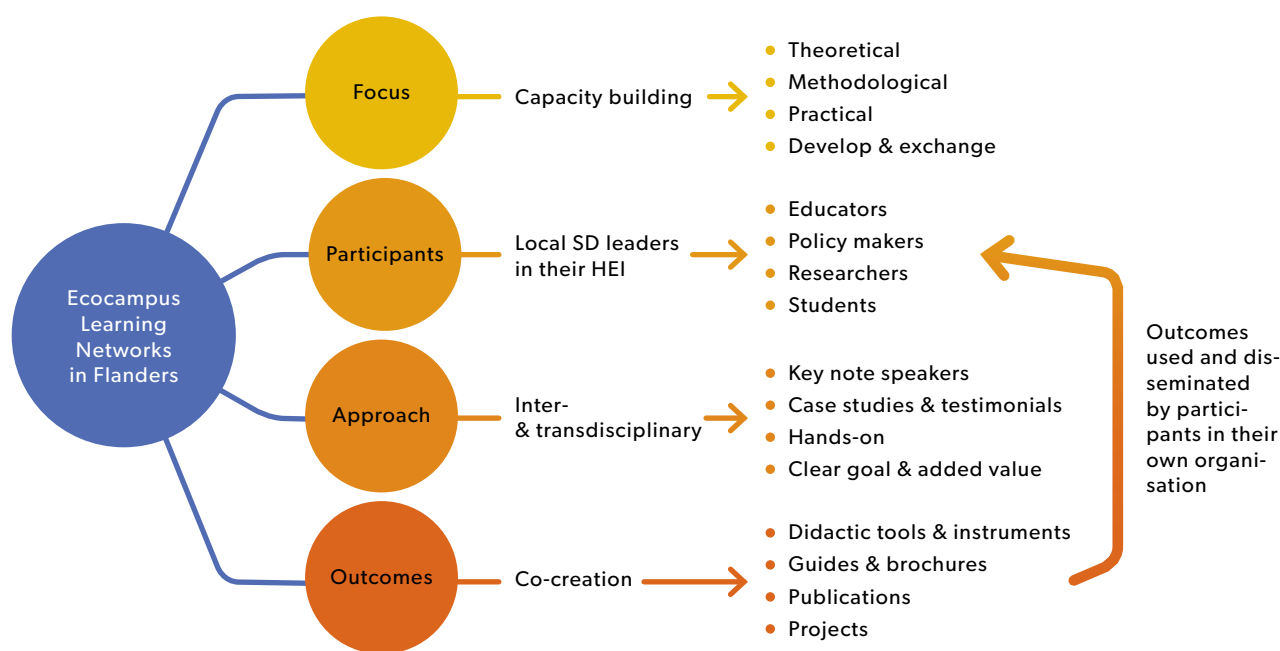 Ecocampus
Learning
Networks
in Flanders
Focus
Capacity building
Theoretical
Methodological
Practical
Develop & exchange
Participants
Local SD leaders
in their HEI
Educators
Policy makers
Researchers
Students
Approach
Inter-
& transdisciplinary
Key note speakers
Case studies & testimonials
Hands-on
Clear goal & added value
Outcomes
Co-creation
Didactic tools & instruments
Guides & brochures
Publications
Projects
Outcomes
used and dis-
seminated
by partici-
pants in their
own organi-
sation